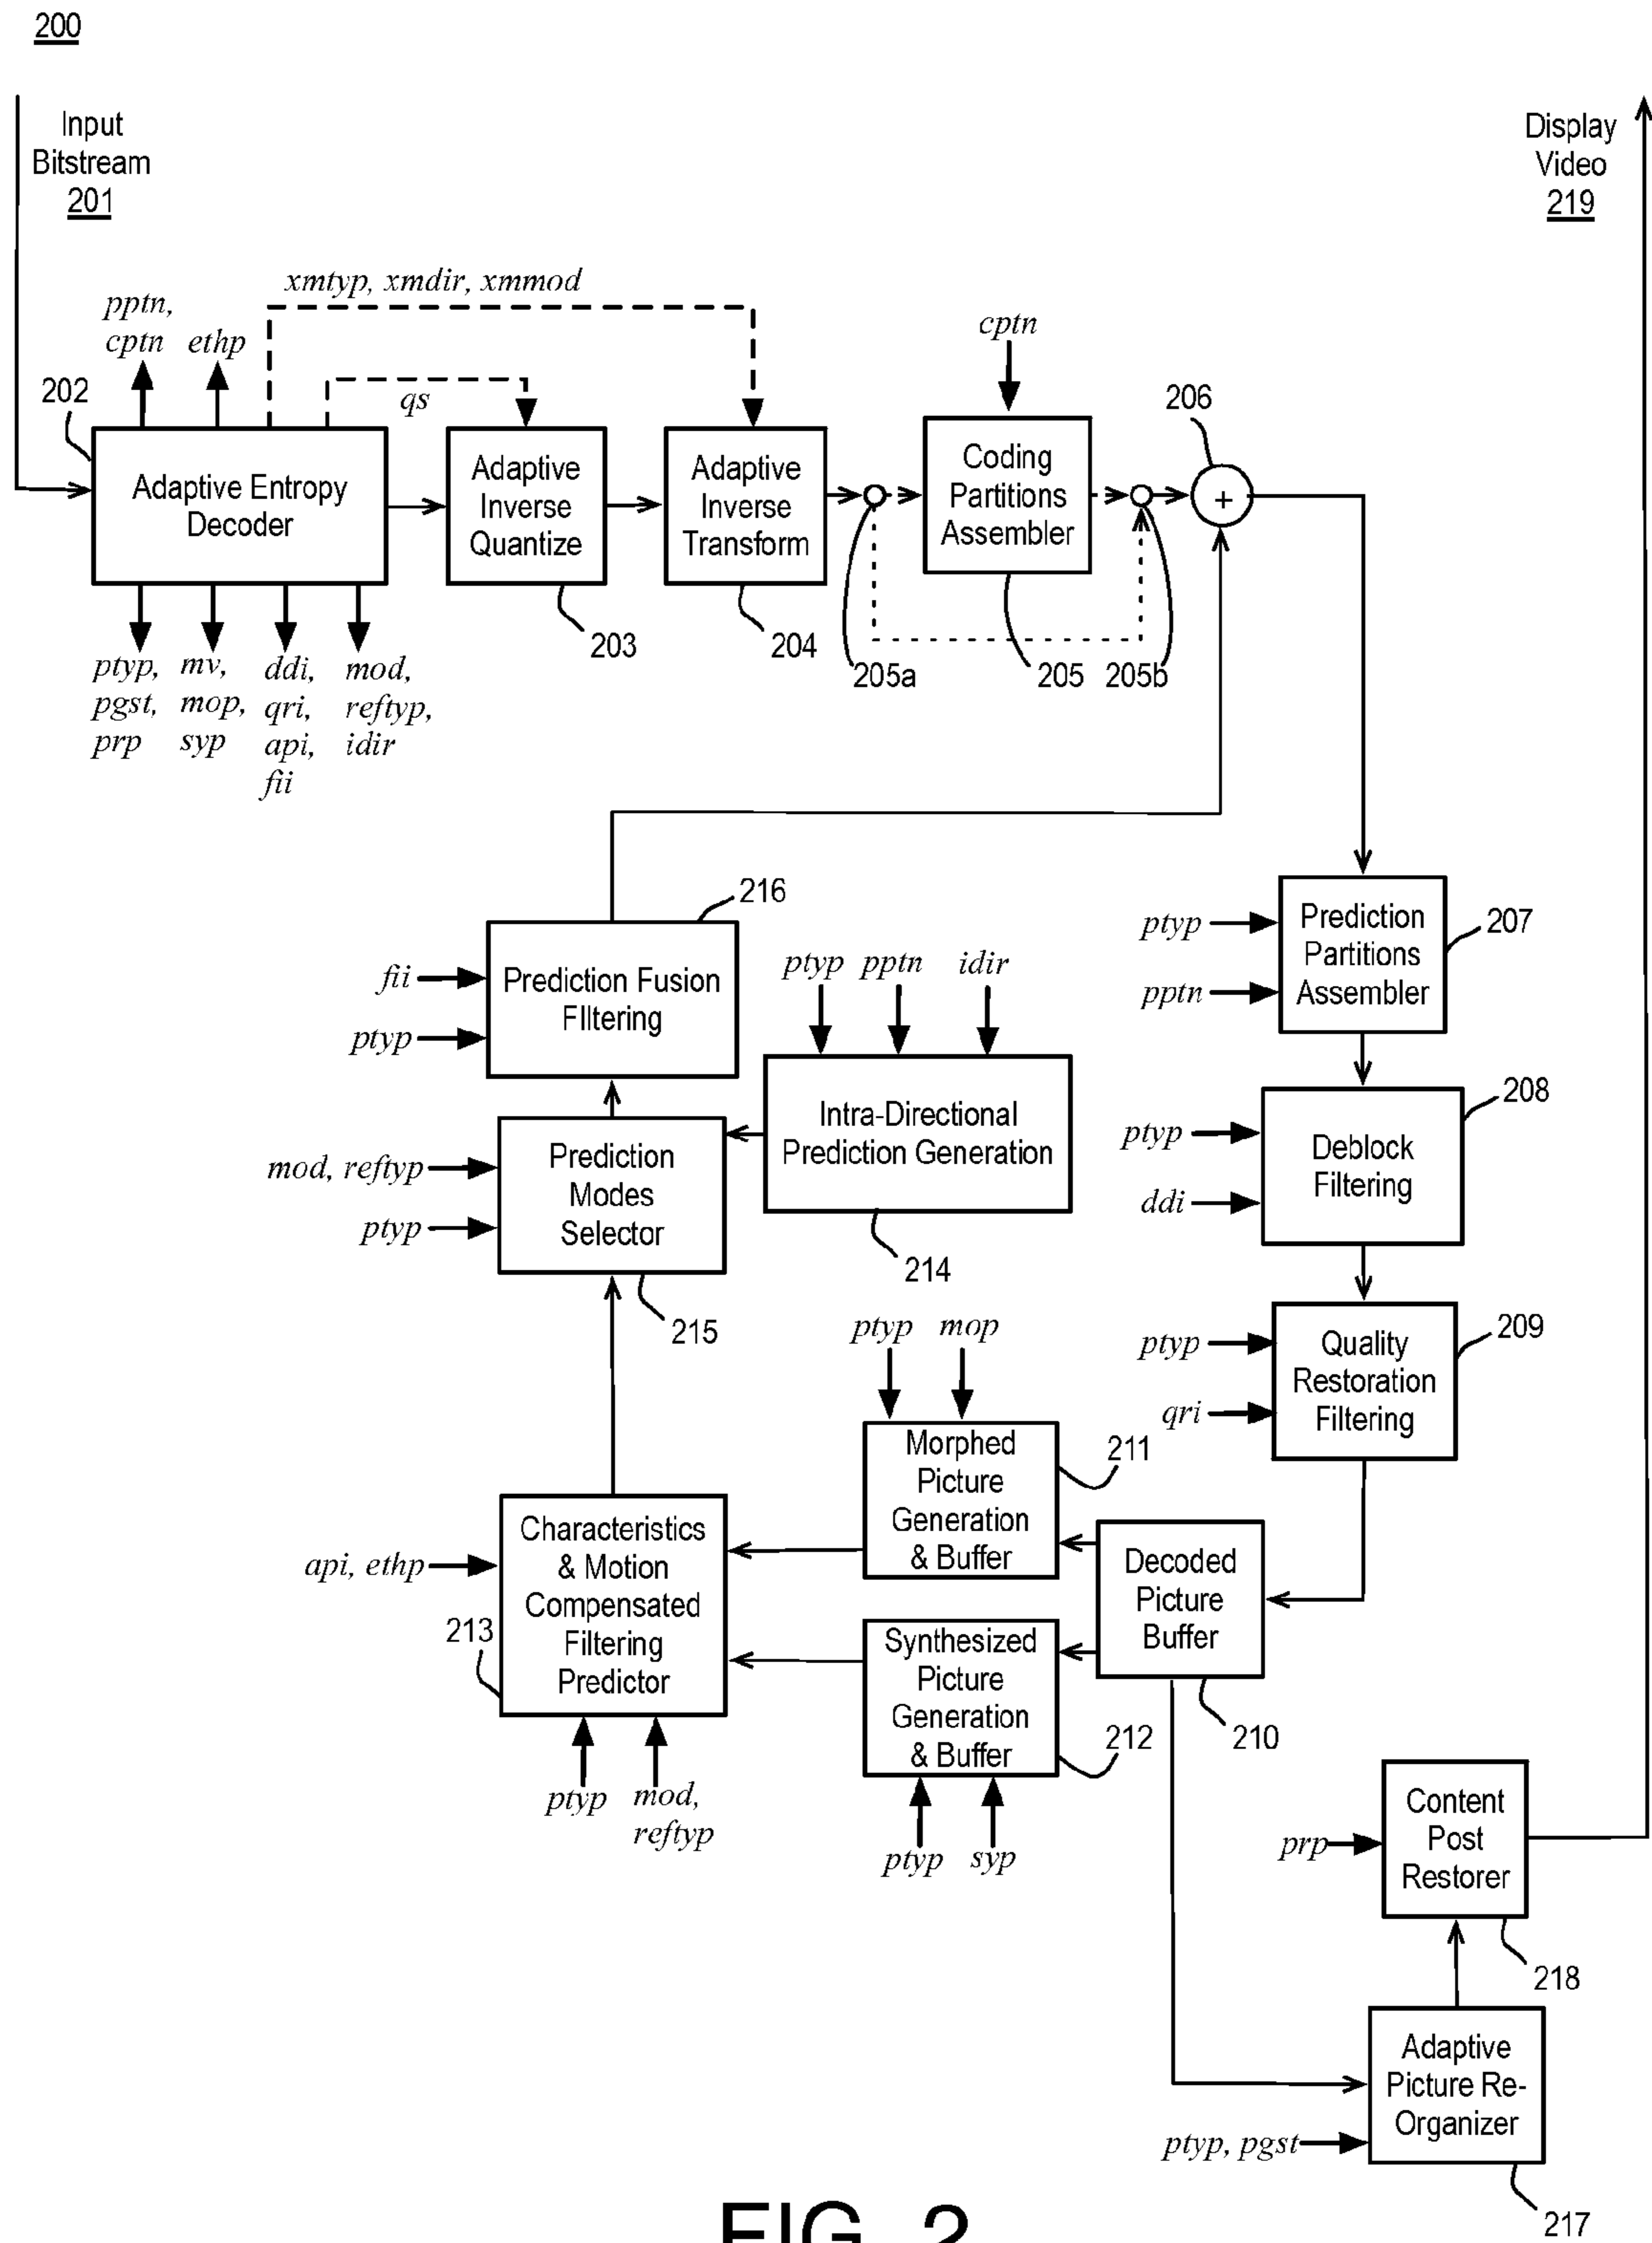 200
Input
Bitstream
201
Display
Video
219
xmtyp, xmdir, xmmod
pptn,
cptn
ethp
qs
cptn
202
206
Adaptive Entropy
Decoder
Adaptive
Inverse
Quantize
Adaptive
Inverse
Transform
Coding
Partitions
Assembler
+
203
204
205a
205
205b
ptyp,
pgst,
prp
mv,
mop,
syp
ddi,
qri,
api,
fii
mod,
reftyp,
idir
216
fii
ptyp
Prediction Fusion
FIltering
ptyp
pptn
idir
ptyp
pptn
Prediction
Partitions
Assembler
207
mod, reftyp
ptyp
Prediction
Modes
Selector
215
Intra-Directional
Prediction Generation
214
ptyp
ddi
Deblock
Filtering
208
ptyp
qri
Quality
Restoration
Filtering
209
ptyp
mop
Morphed
Picture
Generation
& Buffer
211
api, ethp
213
Characteristics
& Motion
Compensated
Filtering
Predictor
ptyp
mod,
reftyp
Synthesized
Picture
Generation
& Buffer
212
ptyp
syp
Decoded
Picture
Buffer
210
prp
Content
Post
Restorer
218
Adaptive
Picture Re-
Organizer
ptyp, pgst
217
FIG. 2